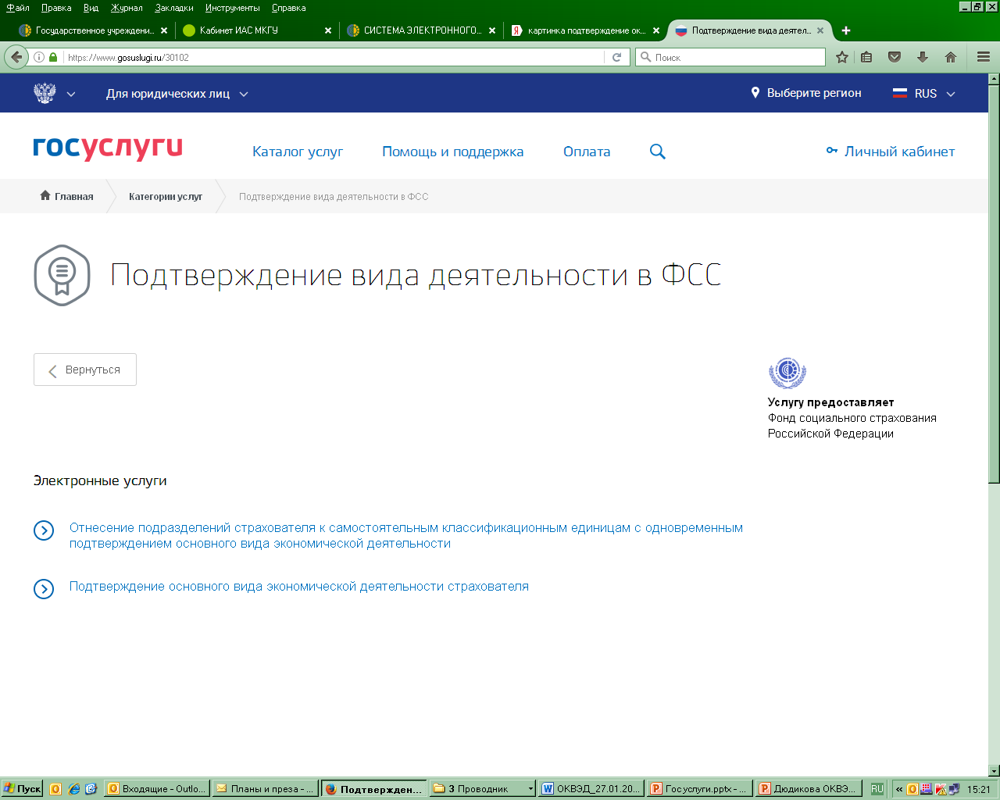 Файл Правка Вид Журнал Закладки Инструменты Справка
Государственное учреждени... Кабинет ИАС МКГУ СИСТЕМА ЭЛЕКТРОННОГО... картинка подтверждение ок... Подтверждение вида деятел...
https://www.gosuslugi.ru/30102 Поиск
Для юридических лиц Выберите регион RUS
госуслуги Каталог услуг Помощь и поддержка Оплата Личный кабинет
Главная Категории услуг Подтверждение вида деятельности в ФСС
Подтверждение вида деятельности в ФСС
Вернуться
Услугу предоставляет
Фонд социального страхования
Российской Федерации
Электронные услуги
Отнесение подразделений страхователя к самостоятельным классификационным единицам с одновременным
подтверждением основного вида экономической деятельности
Подтверждение основного вида экономической деятельности страхователя
Пуск Входящие - Outlo... Планы и преза - ... Подтвержден... 3 Проводник ОКВЭД_27.01.20... Госуслуги.pptx - ... Дюдикова ОКВЭ... RU « 15:21